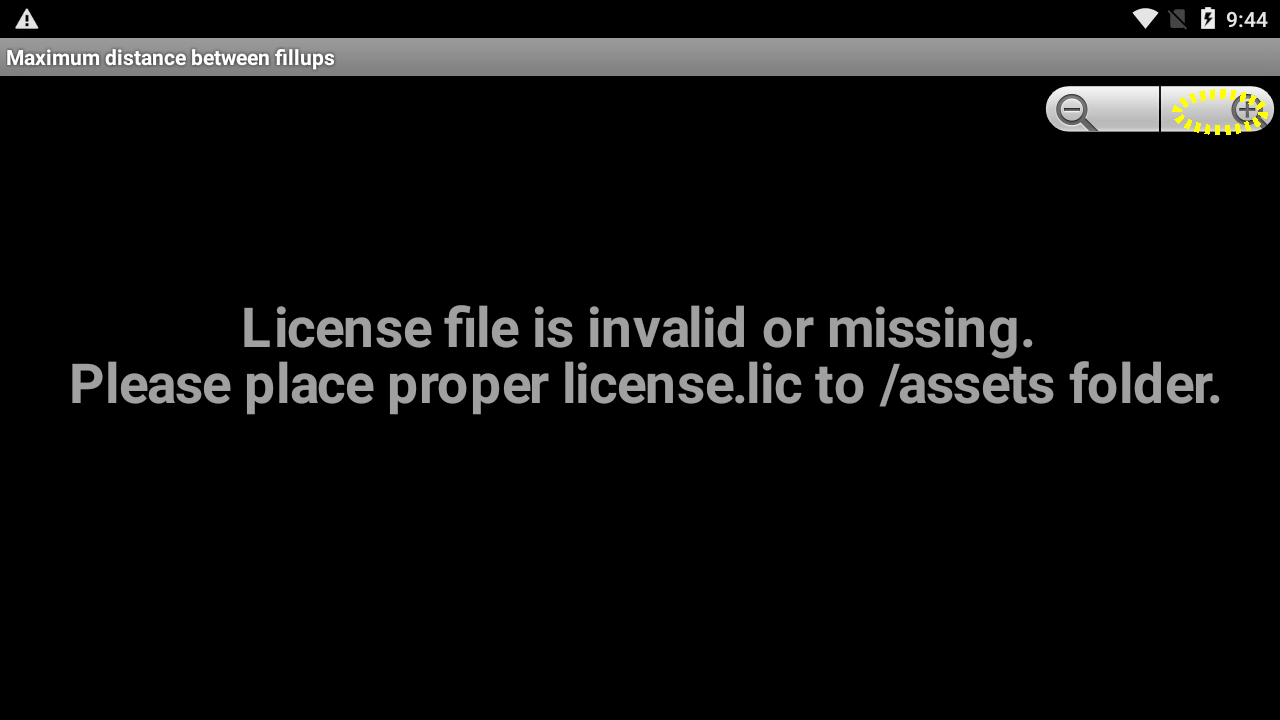 9:44
Maximum distance between fillups
License file is invalid or missing.
Please place proper license.lic to /assets folder.